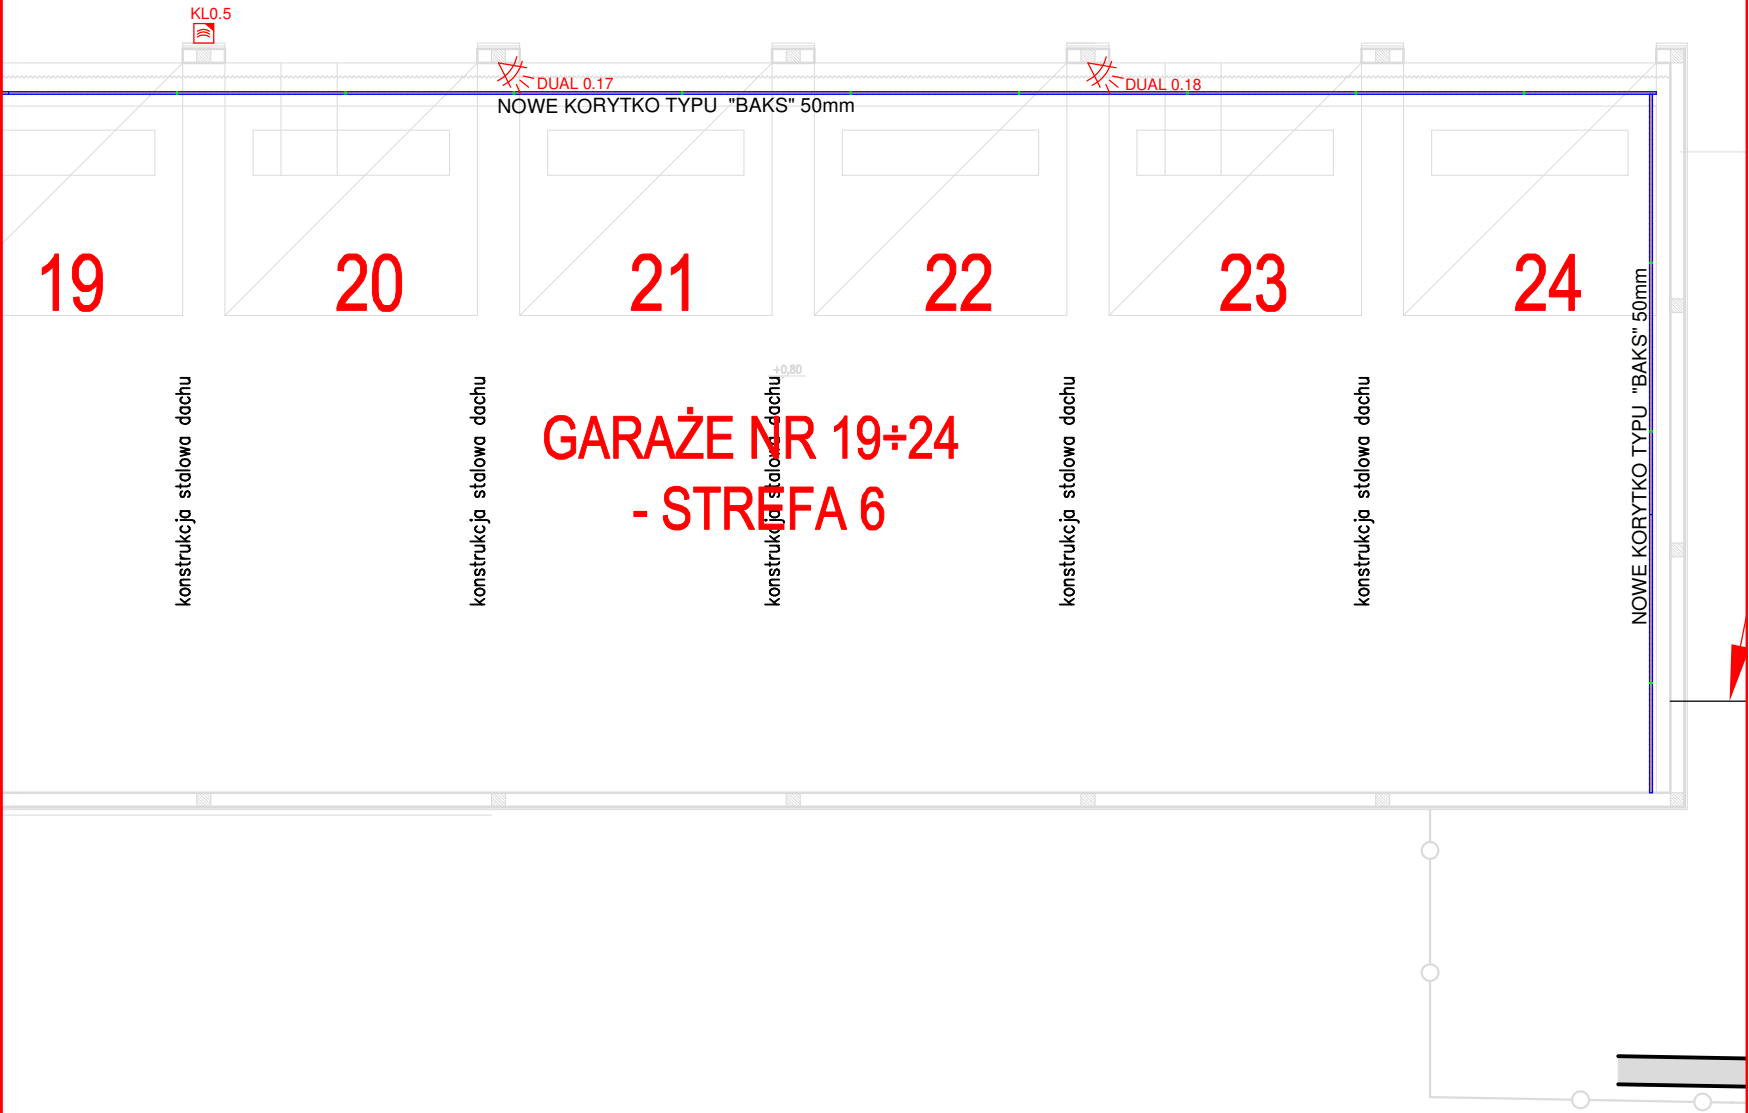 KL0.5
DUAL 0.17
DUAL 0.18
NOWE KORYTKO TYPU "BAKS" 50mm
19
20
21
22
23
24
NOWE KORYTKO TYPU "BAKS" 50mm
+0,80
konstrukcja stalowa dachu
konstrukcja stalowa dachu
konstrukcja stalowa dachu
konstrukcja stalowa dachu
konstrukcja stalowa dachu
GARAŻE NR 19÷24
- STREFA 6